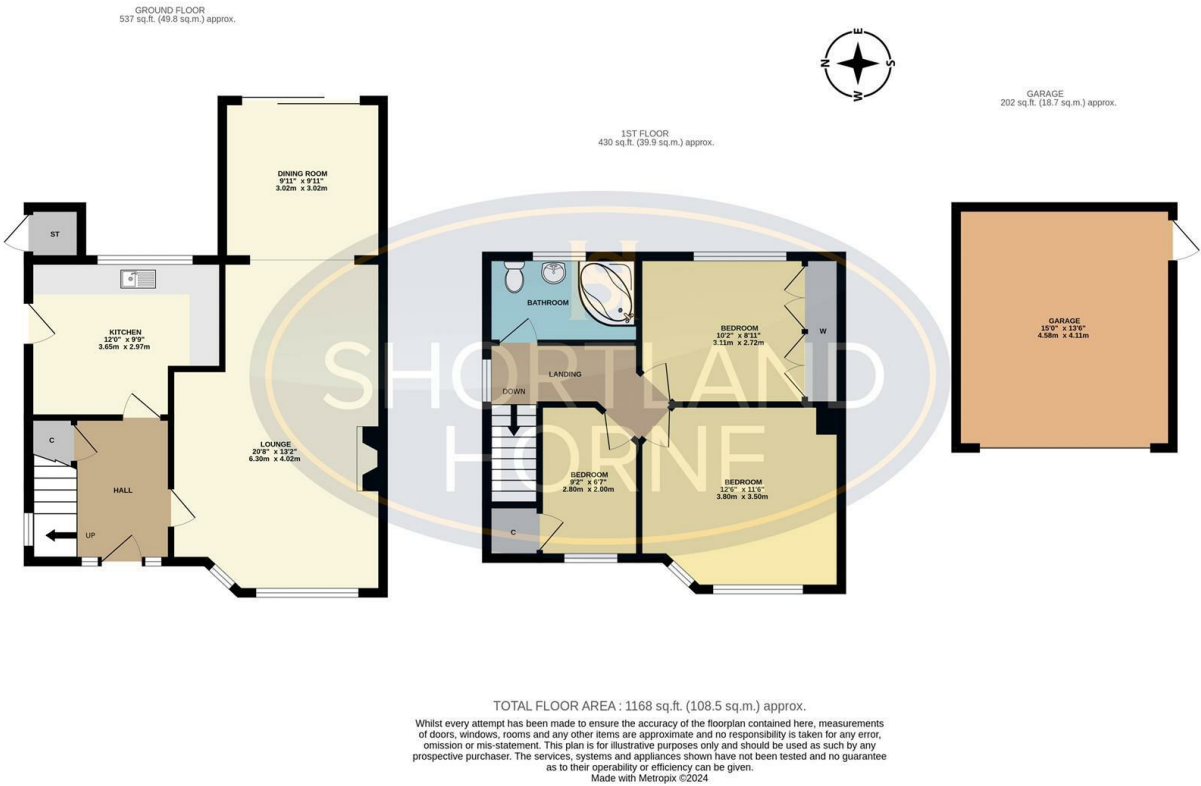 GROUND FLOOR
537 sq.ft. (49.8 sq.m.) approx.
DINING ROOM
9'11" x 9'11"
3.02m x 3.02m
ST
KITCHEN
12'0" x 9'9"
3.65m x 2.97m
C
HALL
UP
LOUNGE
20'8" x 13'2"
6.30m x 4.02m
1ST FLOOR
430 sq.ft. (39.9 sq.m.) approx.
BATHROOM
BEDROOM
10'2" x 8'11"
3.11m x 2.72m
W
LANDING
DOWN
BEDROOM
9'2" x 6'7"
2.80m x 2.00m
C
BEDROOM
12'6" x 11'6"
3.80m x 3.50m
E
N
S
W
GARAGE
202 sq.ft. (18.7 sq.m.) approx.
GARAGE
15'0" x 13'6"
4.58m x 4.11m
SH
SHORTLAND
HORNE
TOTAL FLOOR AREA : 1168 sq.ft. (108.5 sq.m.) approx.
Whilst every attempt has been made to ensure the accuracy of the floorplan contained here, measurements
of doors, windows, rooms and any other items are approximate and no responsibility is taken for any error,
omission or mis-statement. This plan is for illustrative purposes only and should be used as such by any
prospective purchaser. The services, systems and appliances shown have not been tested and no guarantee
as to their operability or efficiency can be given.
Made with Metropix ©2024